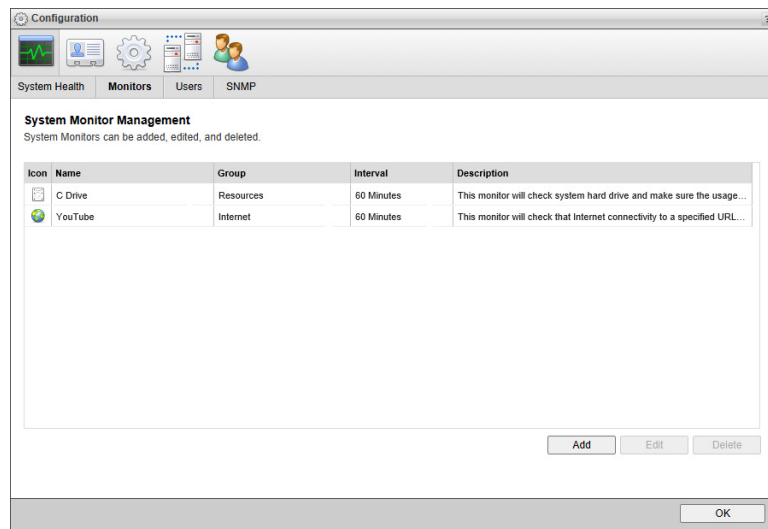 Configuration
System Health Monitors Users SNMP
System Monitor Management
System Monitors can be added, edited, and deleted.
Icon Name Group Interval Description
C Drive Resources 60 Minutes This monitor will check system hard drive and make sure the usage...
YouTube Internet 60 Minutes This monitor will check that Internet connectivity to a specified URL...
Add Edit Delete
OK